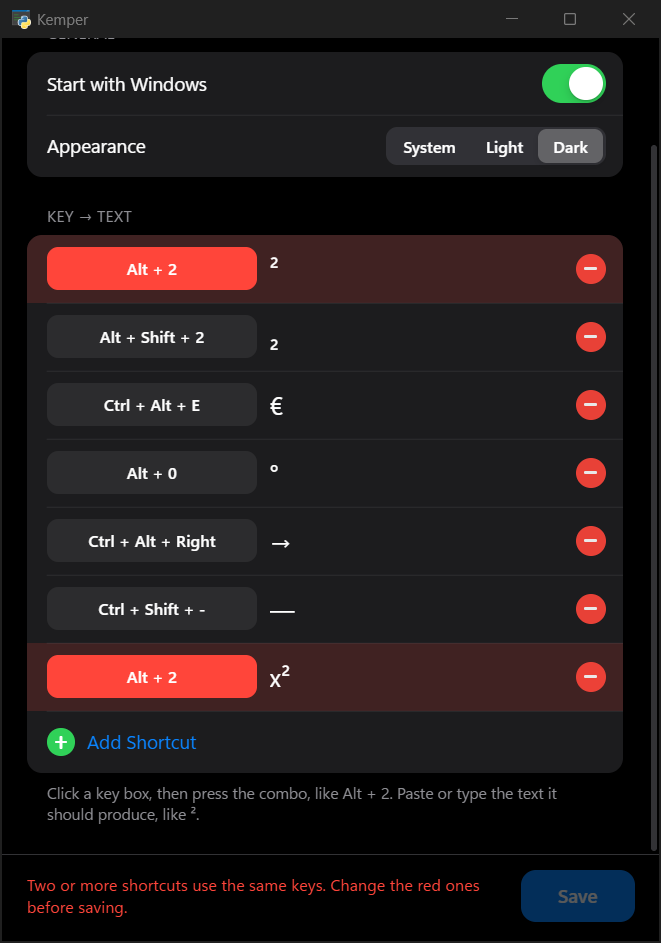 Kemper
GENERAL
Start with Windows
Appearance System Light Dark
KEY → TEXT
Alt + 2 ²
Alt + Shift + 2 ₂
Ctrl + Alt + E €
Alt + 0 °
Ctrl + Alt + Right →
Ctrl + Shift + - —
Alt + 2 x²
Add Shortcut
Click a key box, then press the combo, like Alt + 2. Paste or type the text it
should produce, like ².
Two or more shortcuts use the same keys. Change the red ones
before saving.
Save